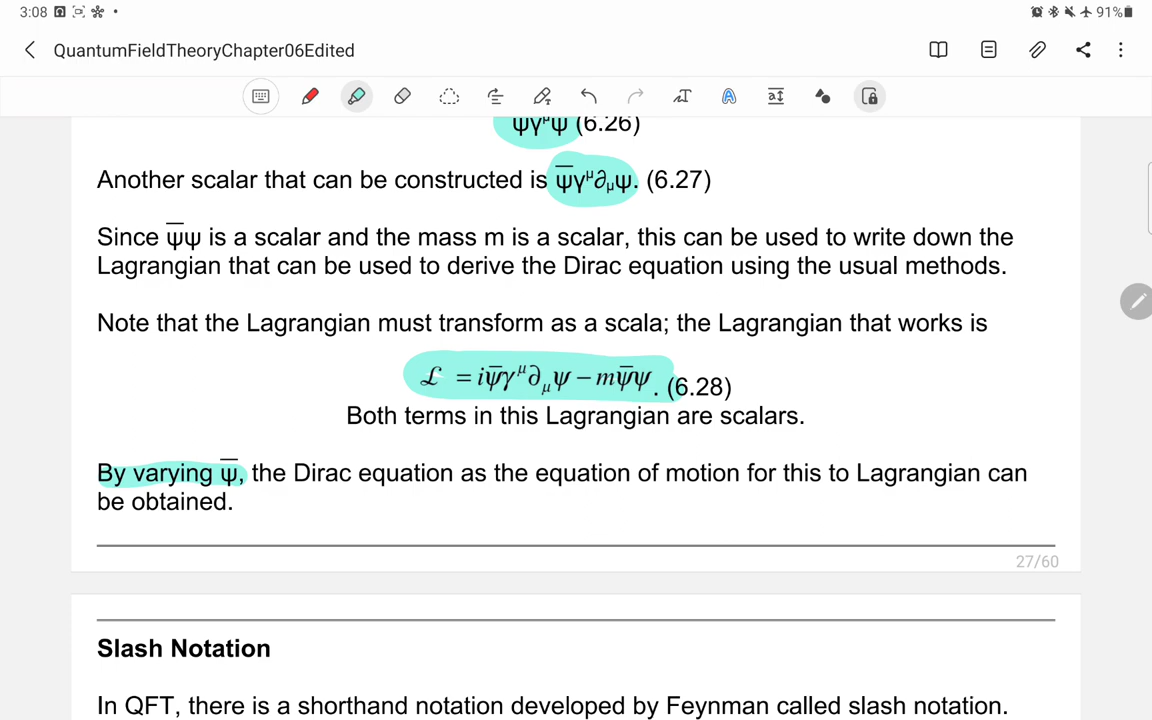 3:08
91%
QuantumFieldTheoryChapter06Edited
ψγᵘψ (6.26)
Another scalar that can be constructed is ψ̅γᵘ∂μψ. (6.27)
Since ψ̅ψ is a scalar and the mass m is a scalar, this can be used to write down the
Lagrangian that can be used to derive the Dirac equation using the usual methods.
Note that the Lagrangian must transform as a scala; the Lagrangian that works is
ℒ = iψ̅γᵘ∂μψ − mψ̅ψ. (6.28)
Both terms in this Lagrangian are scalars.
By varying ψ̅, the Dirac equation as the equation of motion for this to Lagrangian can
be obtained.
27/60
Slash Notation
In QFT, there is a shorthand notation developed by Feynman called slash notation.